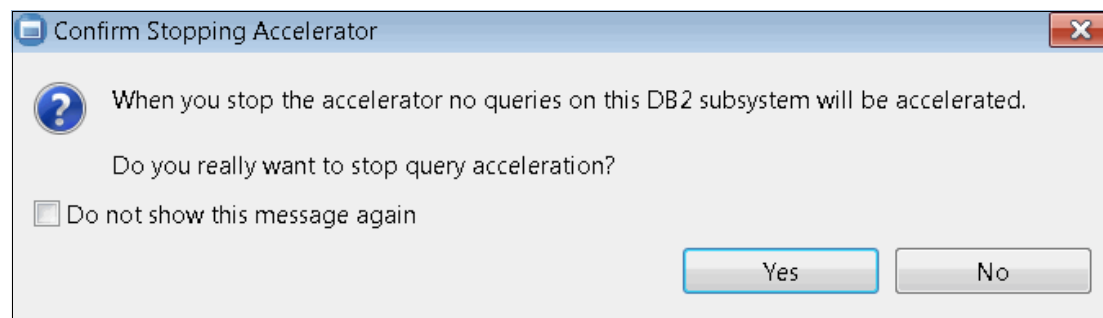 Confirm Stopping Accelerator
When you stop the accelerator no queries on this DB2 subsystem will be accelerated.
Do you really want to stop query acceleration?
Do not show this message again
Yes No